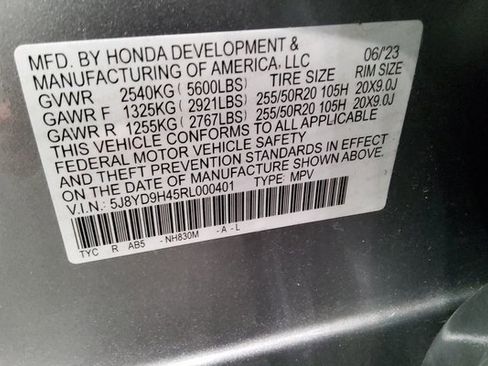 MFD. BY HONDA DEVELOPMENT & 06/'23
MANUFACTURING OF AMERICA, LLC
TIRE SIZE RIM SIZE
GVWR 2540KG (5600LBS)
GAWR F 1325KG (2921LBS) 255/50R20 105H 20X9.0J
GAWR R 1255KG (2767LBS) 255/50R20 105H 20X9.0J
THIS VEHICLE CONFORMS TO ALL APPLICABLE
FEDERAL MOTOR VEHICLE SAFETY
AND THEFT PREVENTION STANDARDS IN EFFECT
ON THE DATE OF MANUFACTURE SHOWN ABOVE.
V.I.N.: 5J8YD9H45RL000401 TYPE: MPV
TYC R AB5 -NH830M -A-L